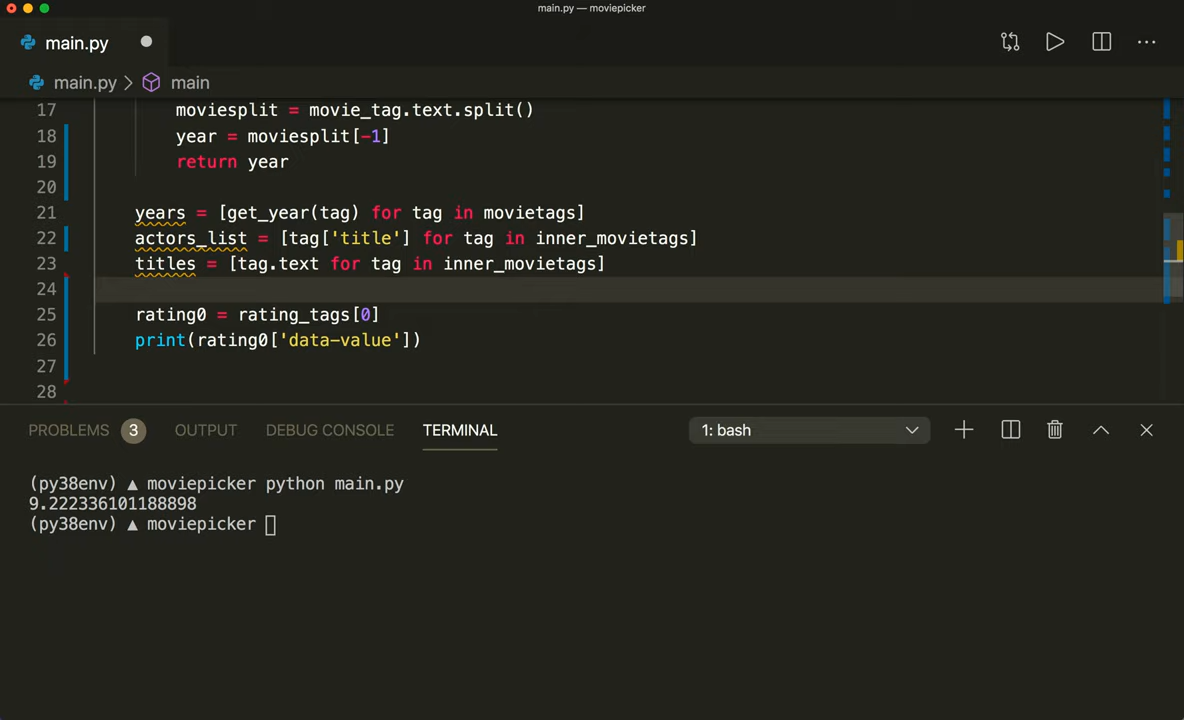 main.py — moviepicker
main.py
main.py > main
17 moviesplit = movie_tag.text.split()
18 year = moviesplit[-1]
19 return year
20
21 years = [get_year(tag) for tag in movietags]
22 actors_list = [tag['title'] for tag in inner_movietags]
23 titles = [tag.text for tag in inner_movietags]
24
25 rating0 = rating_tags[0]
26 print(rating0['data-value'])
27
28
PROBLEMS 3 OUTPUT DEBUG CONSOLE TERMINAL 1: bash
(py38env) ▲ moviepicker python main.py
9.222336101188898
(py38env) ▲ moviepicker